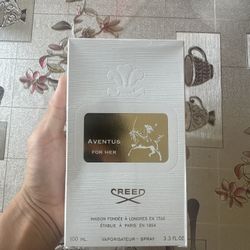 AVENTUS
FOR HER
CREED
MAISON FONDÉE À LONDRES EN 1760
ÉTABLIE À PARIS EN 1854
100 ML VAPORISATEUR - SPRAY 3.3 FL.OZ